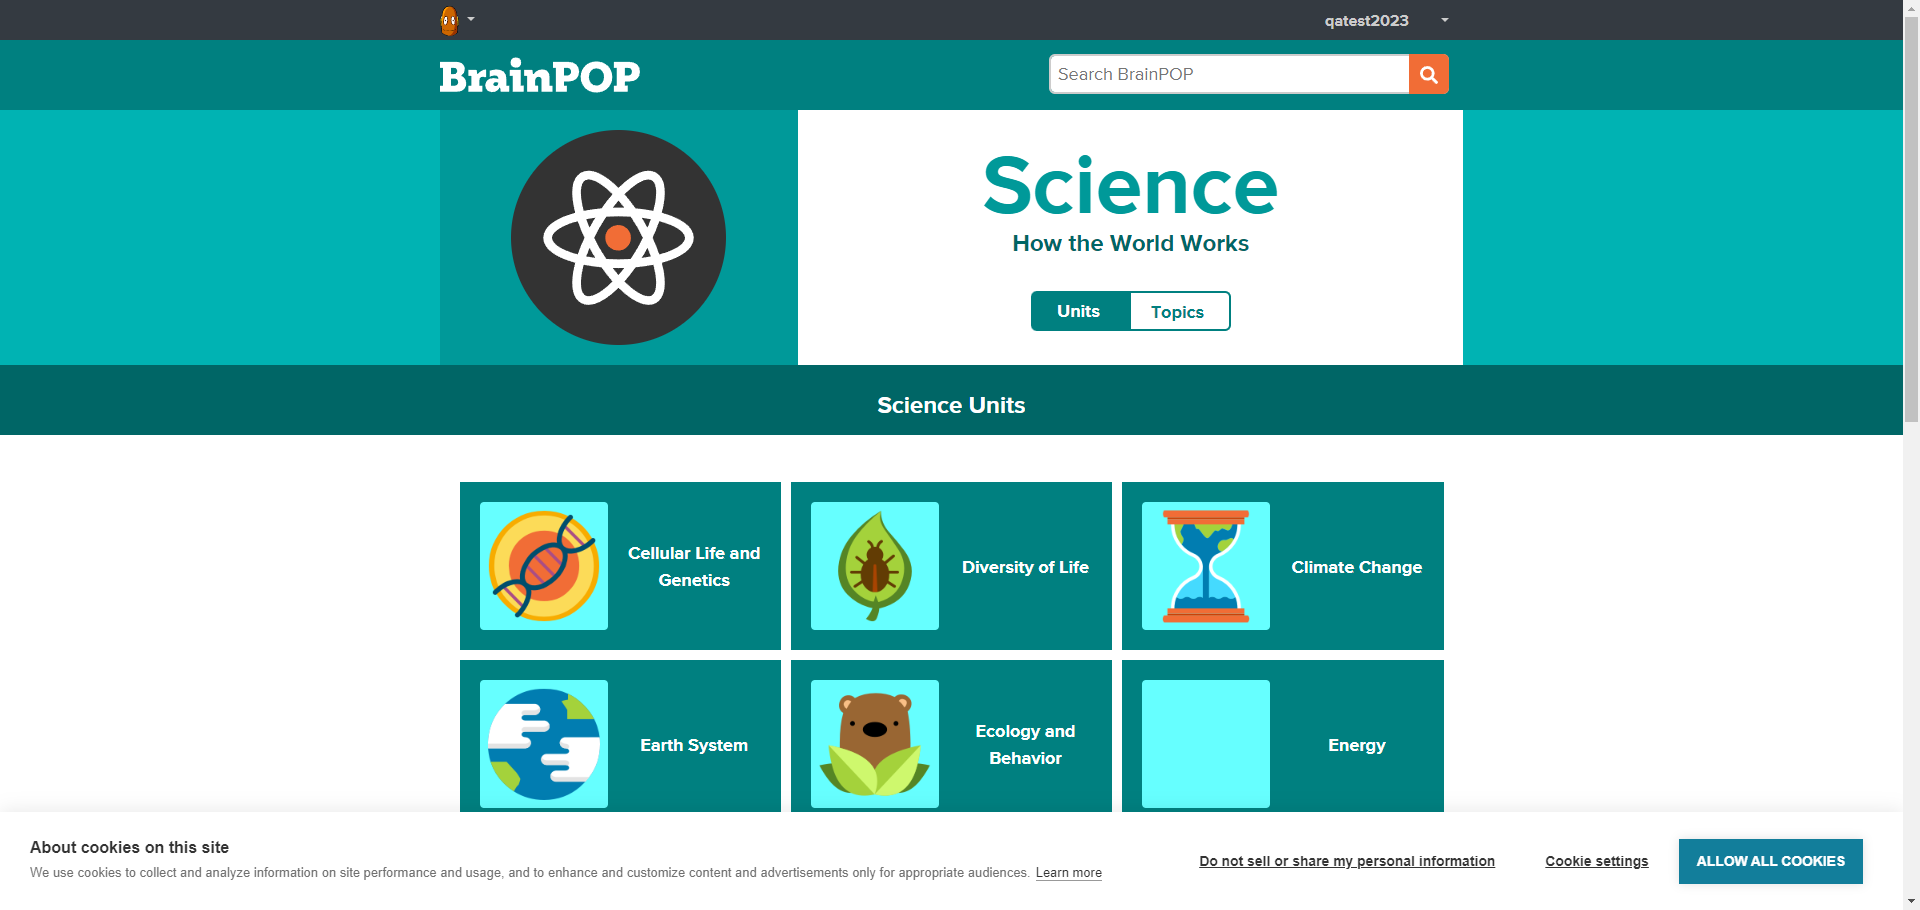 qatest2023
BrainPOP
Search BrainPOP
Science
How the World Works
Units
Topics
Science Units
Cellular Life and
Genetics
Diversity of Life
Climate Change
Earth System
Ecology and
Behavior
Energy
About cookies on this site
We use cookies to collect and analyze information on site performance and usage, and to enhance and customize content and advertisements only for appropriate audiences. Learn more
Do not sell or share my personal information
Cookie settings
ALLOW ALL COOKIES